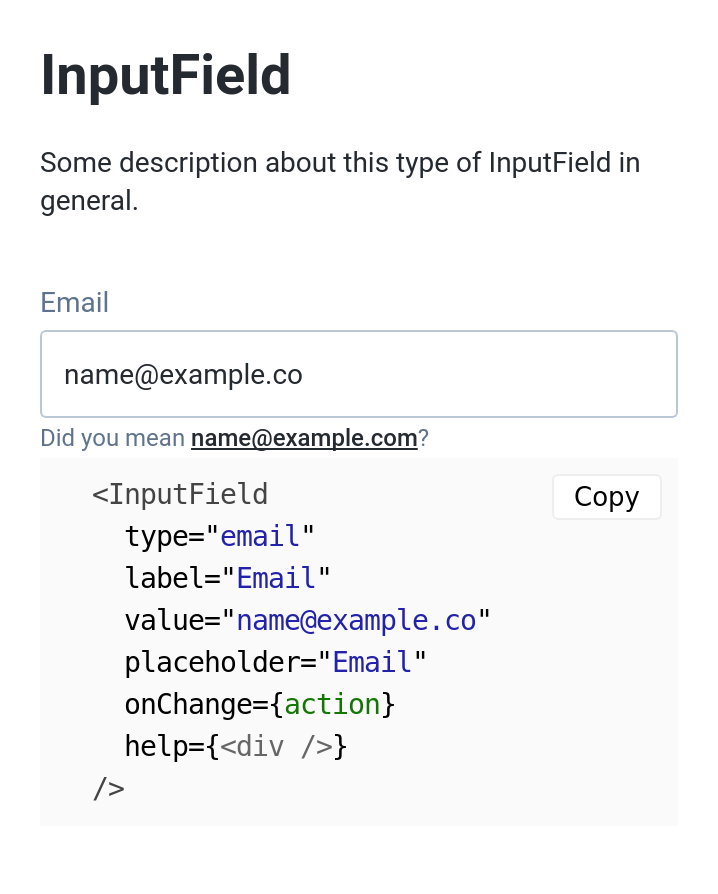 InputField
Some description about this type of InputField in
general.
Email
name@example.co
Did you mean name@example.com?
Copy
<InputField
  type="email"
  label="Email"
  value="name@example.co"
  placeholder="Email"
  onChange={action}
  help={<div />}
/>